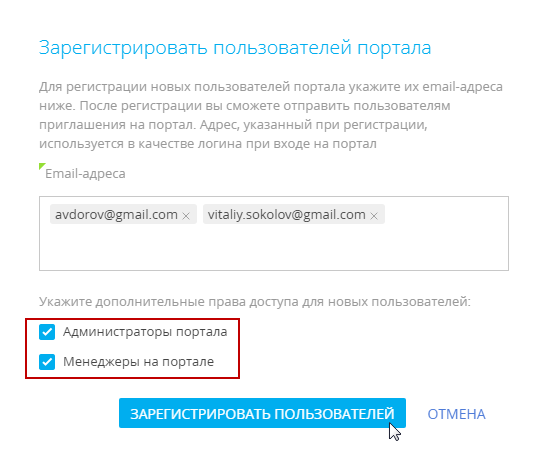 Зарегистрировать пользователей портала
Для регистрации новых пользователей портала укажите их email-адреса
ниже. После регистрации вы сможете отправить пользователям
приглашения на портал. Адрес, указанный при регистрации,
используется в качестве логина при входе на портал
Email-адреса
avdorov@gmail.com × vitaliy.sokolov@gmail.com ×
Укажите дополнительные права доступа для новых пользователей:
Администраторы портала
Менеджеры на портале
ЗАРЕГИСТРИРОВАТЬ ПОЛЬЗОВАТЕЛЕЙ ОТМЕНА